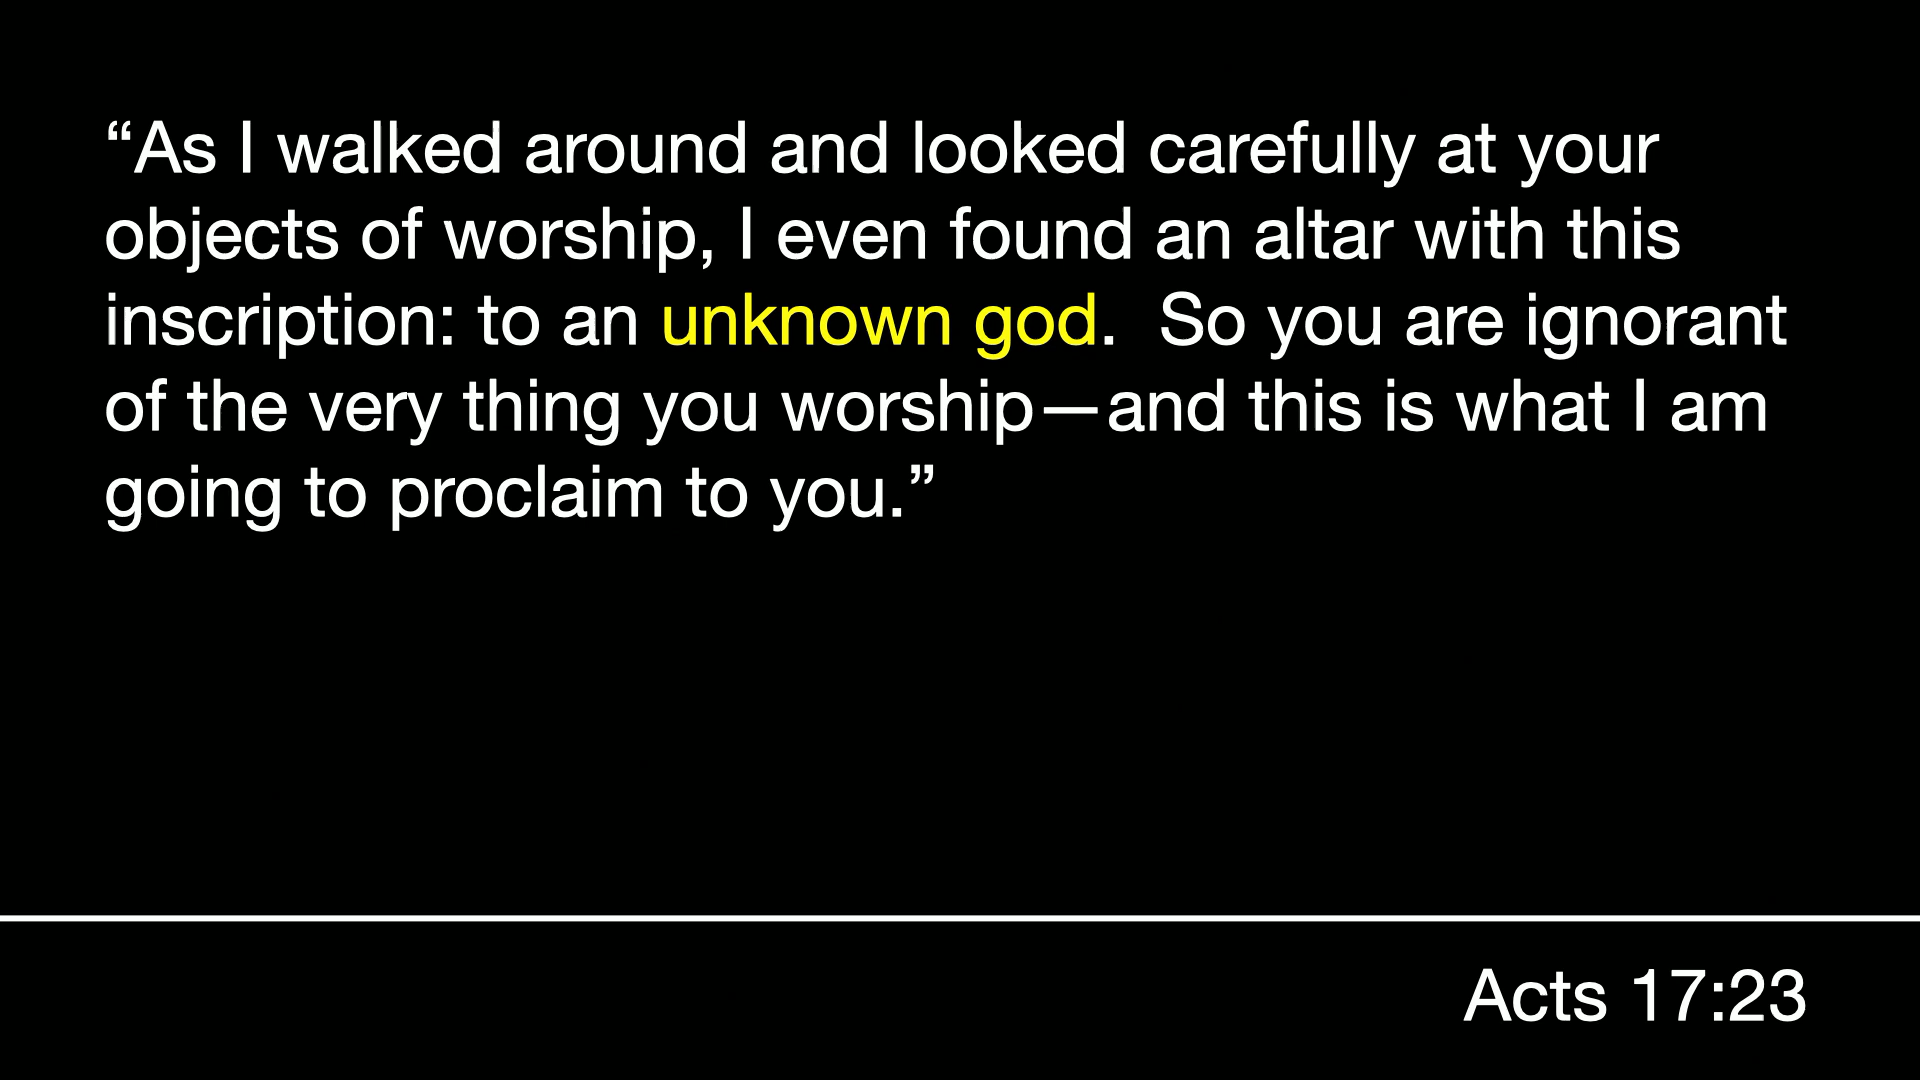 “As I walked around and looked carefully at your
objects of worship, I even found an altar with this
inscription: to an unknown god.  So you are ignorant
of the very thing you worship—and this is what I am
going to proclaim to you.”
Acts 17:23